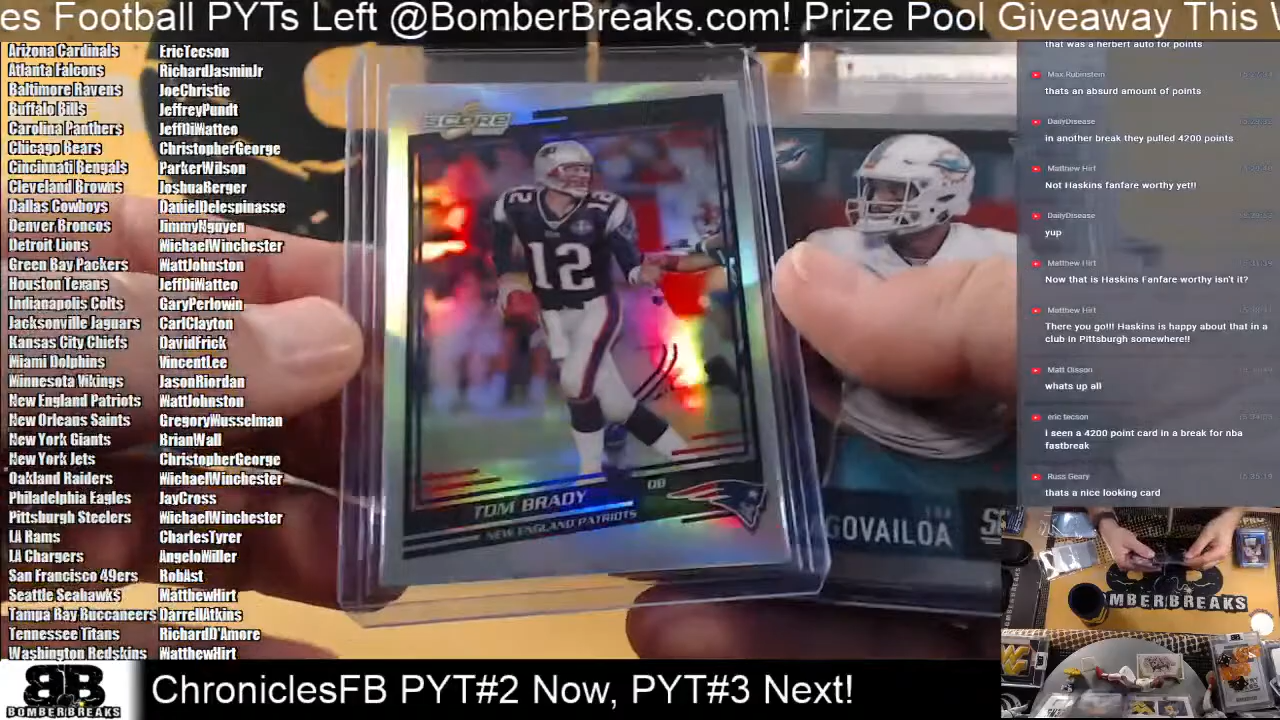 es Football PYTs Left @BomberBreaks.com! Prize Pool Giveaway This W
Arizona Cardinals EricTecson
Atlanta Falcons RichardJasminJr
Baltimore Ravens JoeChristie
Buffalo Bills JeffreyPundt
Carolina Panthers JeffDiMatteo
Chicago Bears ChristopherGeorge
Cincinnati Bengals ParkerWilson
Cleveland Browns JoshuaBerger
Dallas Cowboys DanielDelespinasse
Denver Broncos JimmyNguyen
Detroit Lions MichaelWinchester
Green Bay Packers MattJohnston
Houston Texans JeffDiMatteo
Indianapolis Colts GaryPerlowin
Jacksonville Jaguars CarlClayton
Kansas City Chiefs DavidFrick
Miami Dolphins VincentLee
Minnesota Vikings JasonRiordan
New England Patriots MattJohnston
New Orleans Saints GregoryMusselman
New York Giants BrianWall
New York Jets ChristopherGeorge
Oakland Raiders MichaelWinchester
Philadelphia Eagles JayCross
Pittsburgh Steelers MichaelWinchester
LA Rams CharlesTyrer
LA Chargers AngeloMiller
San Francisco 49ers RobAst
Seattle Seahawks MatthewHirt
Tampa Bay Buccaneers DarrellAtkins
Tennessee Titans RichardD'Amore
Washington Redskins MatthewHirt
SCORE
12
12
12
TOM BRADY QB
NEW ENGLAND PATRIOTS
GOVAILOA
that was a herbert auto for points
Max Rubinstein
thats an absurd amount of points
DailyDisease
in another break they pulled 4200 points
Matthew Hirt
Not Haskins fanfare worthy yet!!
DailyDisease
yup
Matthew Hirt
Now that is Haskins Fanfare worthy isn't it?
Matthew Hirt
There you go!!! Haskins is happy about that in a
club in Pittsburgh somewhere!!
Matt Olsson
whats up all
eric tecson
i seen a 4200 point card in a break for nba
fastbreak
Russ Geary
thats a nice looking card
BOMBERBREAKS
BB
BOMBERBREAKS
ChroniclesFB PYT#2 Now, PYT#3 Next!